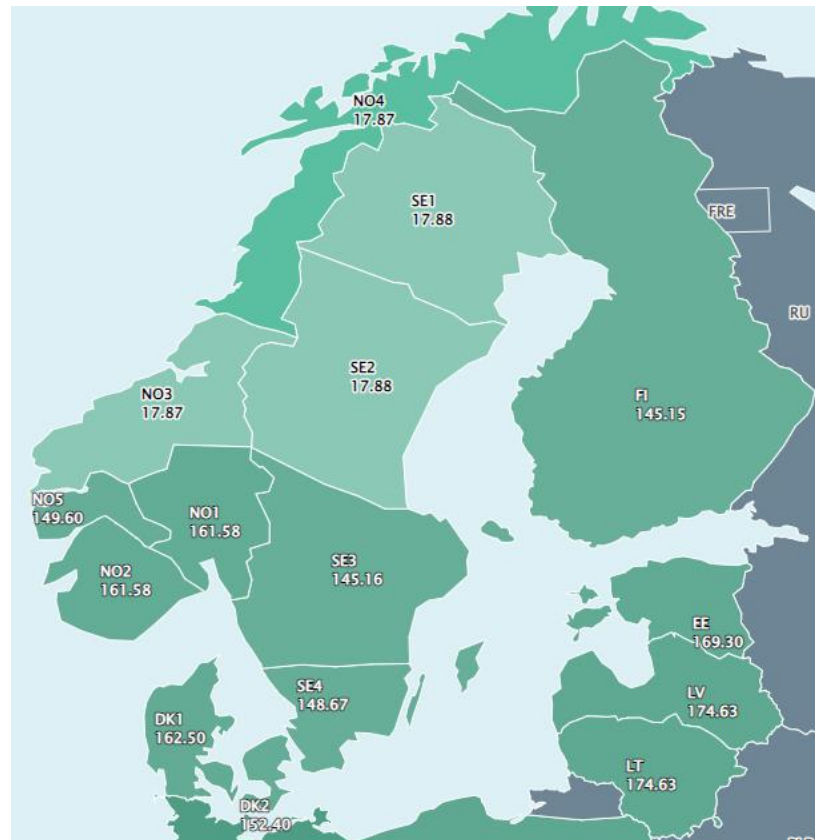 NO4
17.87
SE1
17.88
FRE
RU
SE2
17.88
NO3
17.87
FI
145.15
NO5
149.60
NO1
161.58
SE3
145.16
NO2
161.58
EE
169.30
SE4
148.67
LV
174.63
DK1
162.50
LT
174.63
DK2
152.40